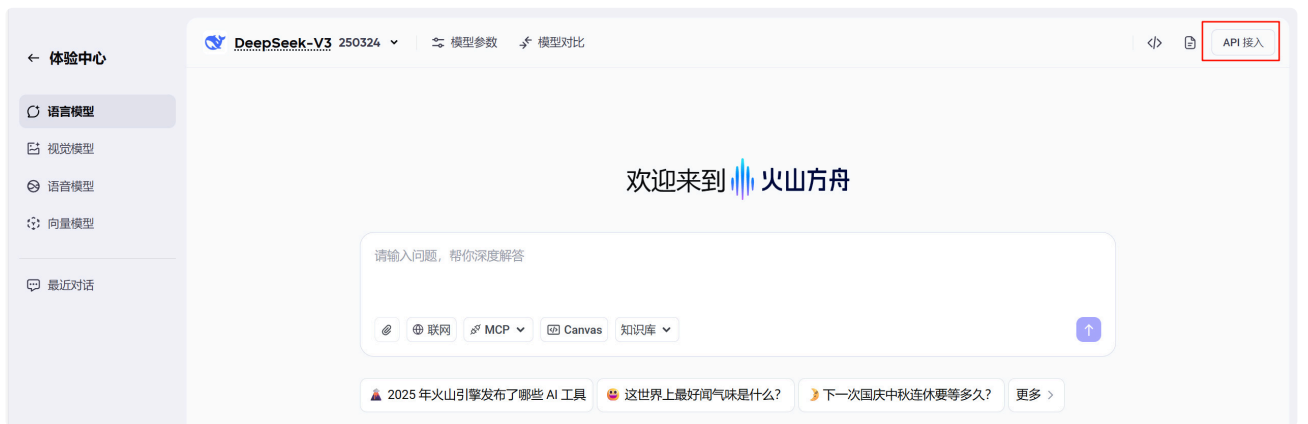 体验中心
语言模型
视觉模型
语音模型
向量模型
最近对话
DeepSeek-V3 250324 模型参数 模型对比 API 接入
欢迎来到 火山方舟
请输入问题，帮你深度解答
联网 MCP Canvas 知识库
2025 年火山引擎发布了哪些 AI 工具 这世界上最好闻气味是什么？ 下一次国庆中秋连休要等多久？ 更多